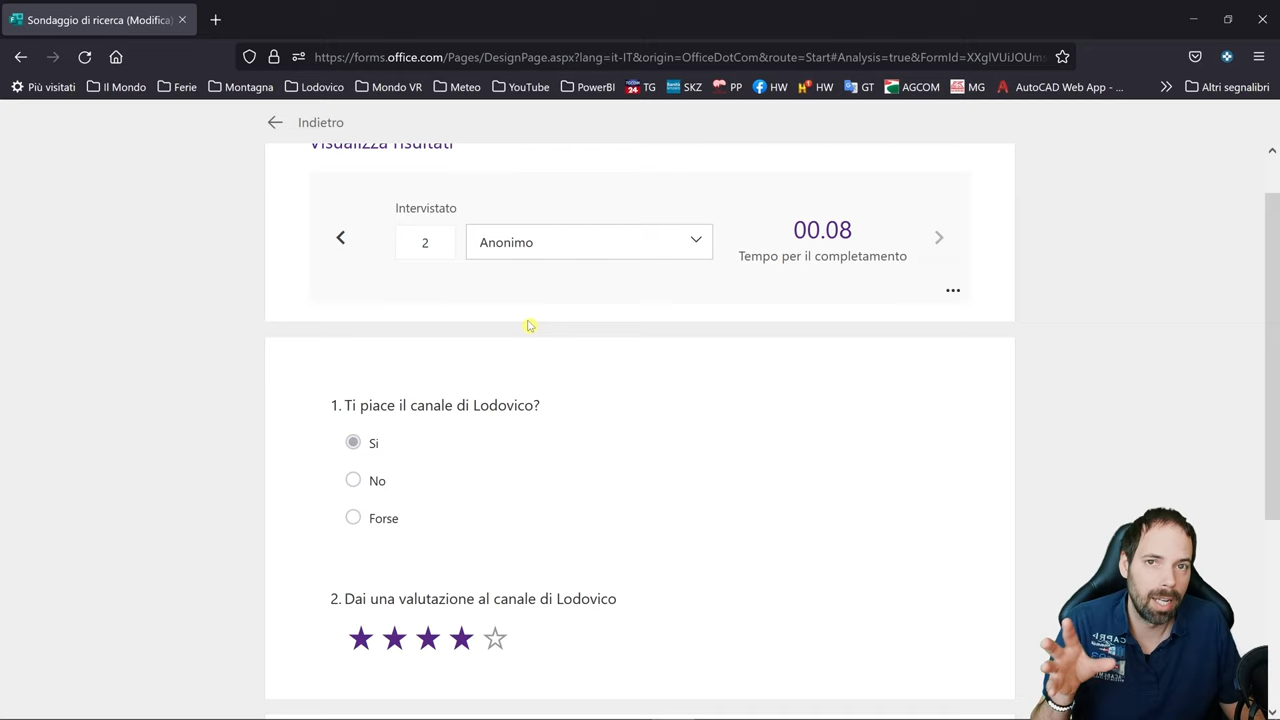 Sondaggio di ricerca (Modifica)
https://forms.office.com/Pages/DesignPage.aspx?lang=it-IT&origin=OfficeDotCom&route=Start#Analysis=true&FormId=XXglVUiJOUm
Più visitati
Il Mondo
Ferie
Montagna
Lodovico
Mondo VR
Meteo
YouTube
PowerBI
TG
SKZ
PP
HW
HW
GT
AGCOM
MG
AutoCAD Web App - ...
Altri segnalibri
Indietro
Visualizza risultati
Intervistato
2
Anonimo
00.08
Tempo per il completamento
1. Ti piace il canale di Lodovico?
Si
No
Forse
2. Dai una valutazione al canale di Lodovico